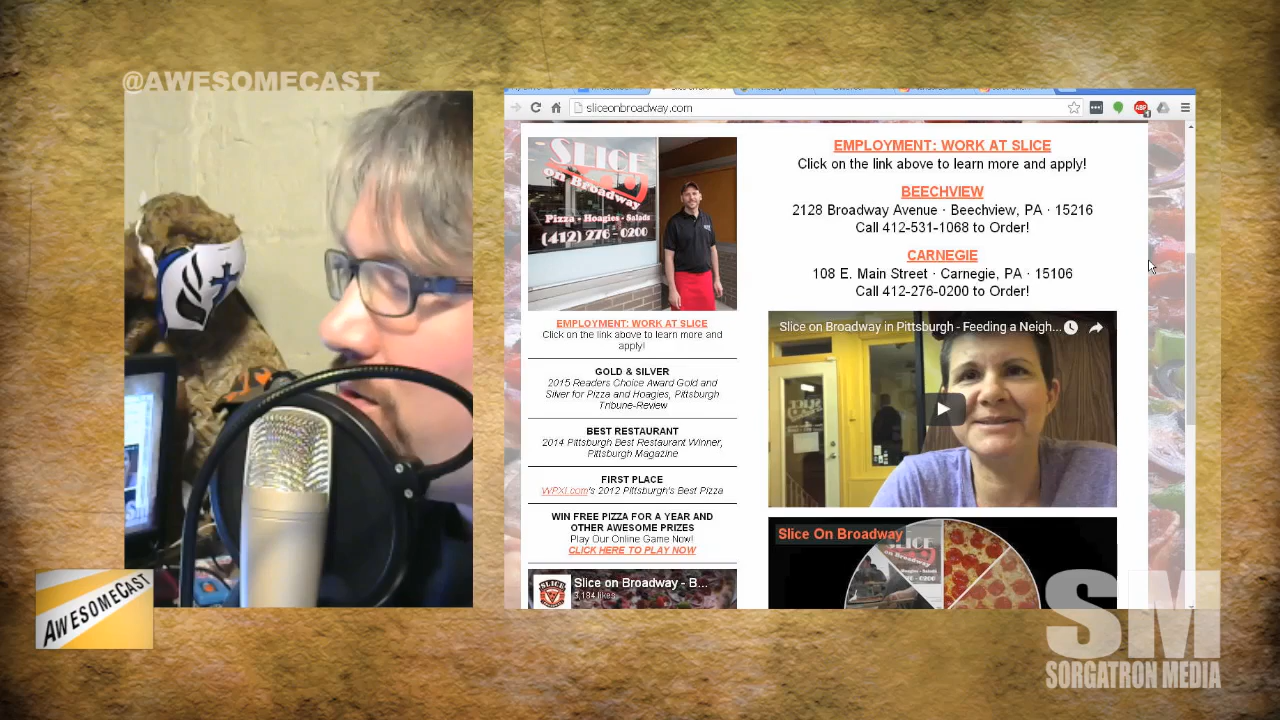 @AWESOMECAST
sliceonbroadway.com
SLICE
on Broadway
Pizza - Hoagies - Salads
(412) 276 - 0200
EMPLOYMENT: WORK AT SLICE
Click on the link above to learn more and
apply!
GOLD & SILVER
2015 Readers Choice Award Gold and
Silver for Pizza and Hoagies, Pittsburgh
Tribune-Review
BEST RESTAURANT
2014 Pittsburgh Best Restaurant Winner,
Pittsburgh Magazine
FIRST PLACE
WPXI.com's 2012 Pittsburgh's Best Pizza
WIN FREE PIZZA FOR A YEAR AND
OTHER AWESOME PRIZES
Play Our Online Game Now!
CLICK HERE TO PLAY NOW
SLICE
Slice on Broadway - B...
3,194 likes
EMPLOYMENT: WORK AT SLICE
Click on the link above to learn more and apply!
BEECHVIEW
2128 Broadway Avenue · Beechview, PA · 15216
Call 412-531-1068 to Order!
CARNEGIE
108 E. Main Street · Carnegie, PA · 15106
Call 412-276-0200 to Order!
Slice on Broadway in Pittsburgh - Feeding a Neigh...
SLICE
Slice On Broadway
SLICE
AWESOMECAST
SM
SORGATRON MEDIA